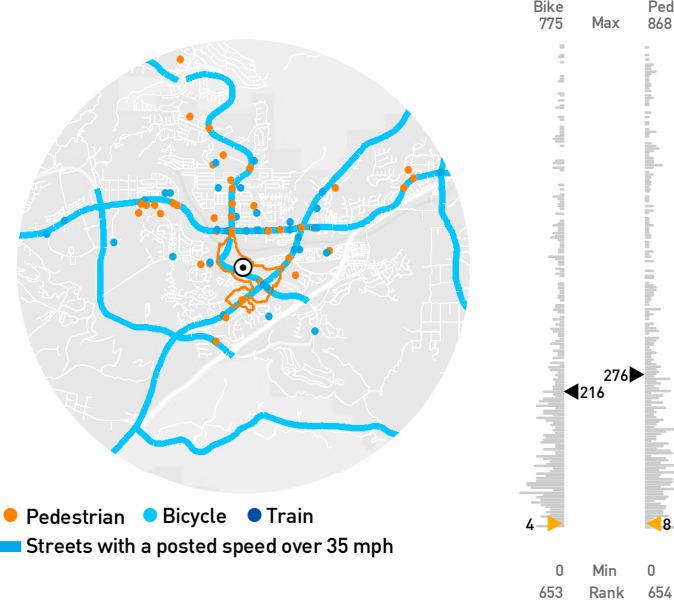 Bike Ped
775 Max 868
276
216
4 8
Pedestrian Bicycle Train
Streets with a posted speed over 35 mph
0 Min 0
653 Rank 654